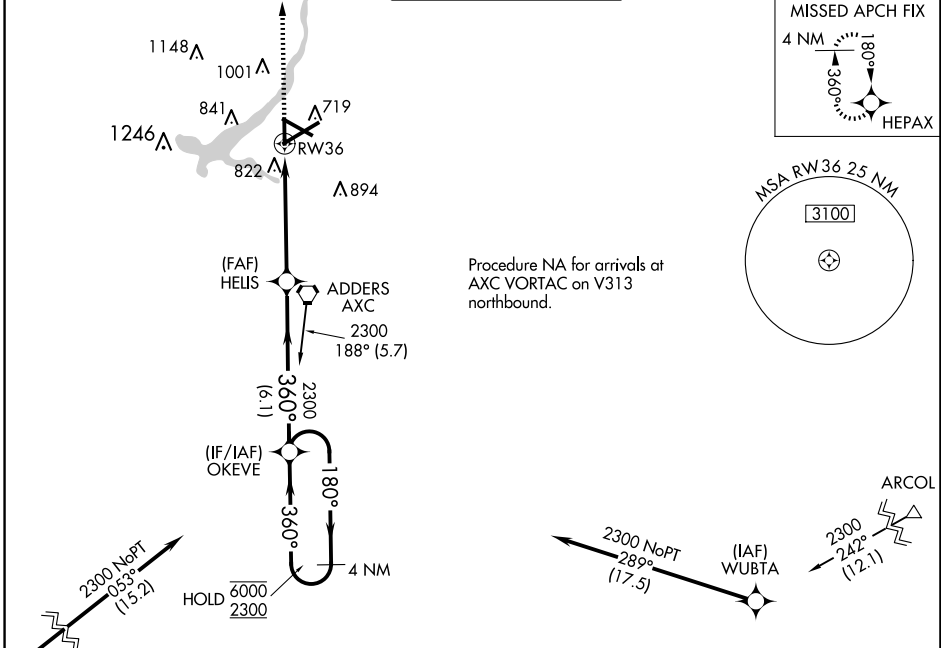 MISSED APCH FIX
4 NM
180°
360°
HEPAX
1148
1001
841
719
1246
RW36
822
894
MSA RW36 25 NM
3100
(FAF)
HELIS
ADDERS
AXC
2300
188° (5.7)
Procedure NA for arrivals at
AXC VORTAC on V313
northbound.
360°
(6.1)
2300
(IF/IAF)
OKEVE
180°
360°
4 NM
HOLD 6000
2300
2300 NoPT
053°
(15.2)
2300 NoPT
289°
(17.5)
(IAF)
WUBTA
ARCOL
2300
242°
(12.1)